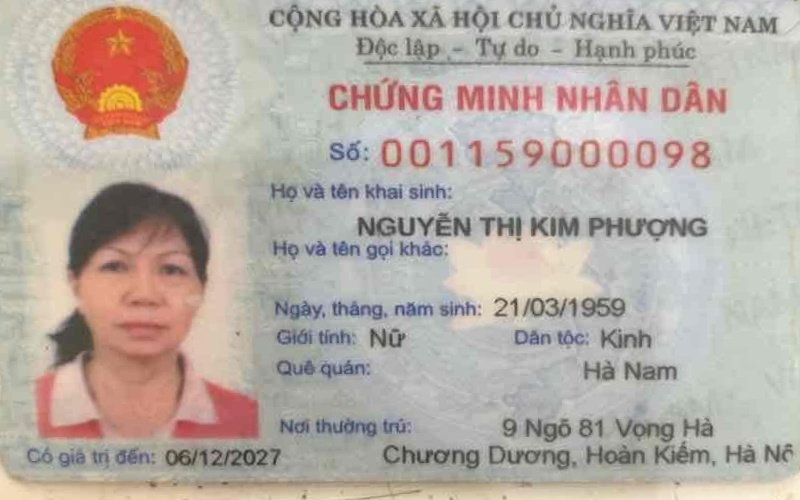 CỘNG HÒA XÃ HỘI CHỦ NGHĨA VIỆT NAM
Độc lập - Tự do - Hạnh phúc
CHỨNG MINH NHÂN DÂN
Số: 001159000098
Họ và tên khai sinh:
NGUYỄN THỊ KIM PHƯỢNG
Họ và tên gọi khác:
Ngày, tháng, năm sinh: 21/03/1959
Giới tính: Nữ Dân tộc: Kinh
Quê quán: Hà Nam
Nơi thường trú: 9 Ngõ 81 Vọng Hà
Chương Dương, Hoàn Kiếm, Hà Nộ
Có giá trị đến: 06/12/2027